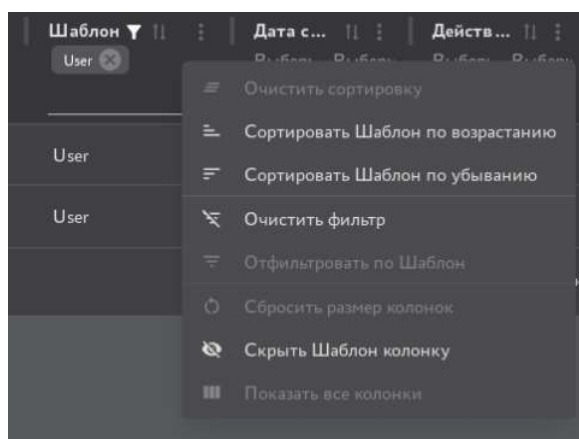 Шаблон Дата с... Действ...
User
Очистить сортировку
Сортировать Шаблон по возрастанию
User
Сортировать Шаблон по убыванию
User
Очистить фильтр
Отфильтровать по Шаблон
Сбросить размер колонок
Скрыть Шаблон колонку
Показать все колонки